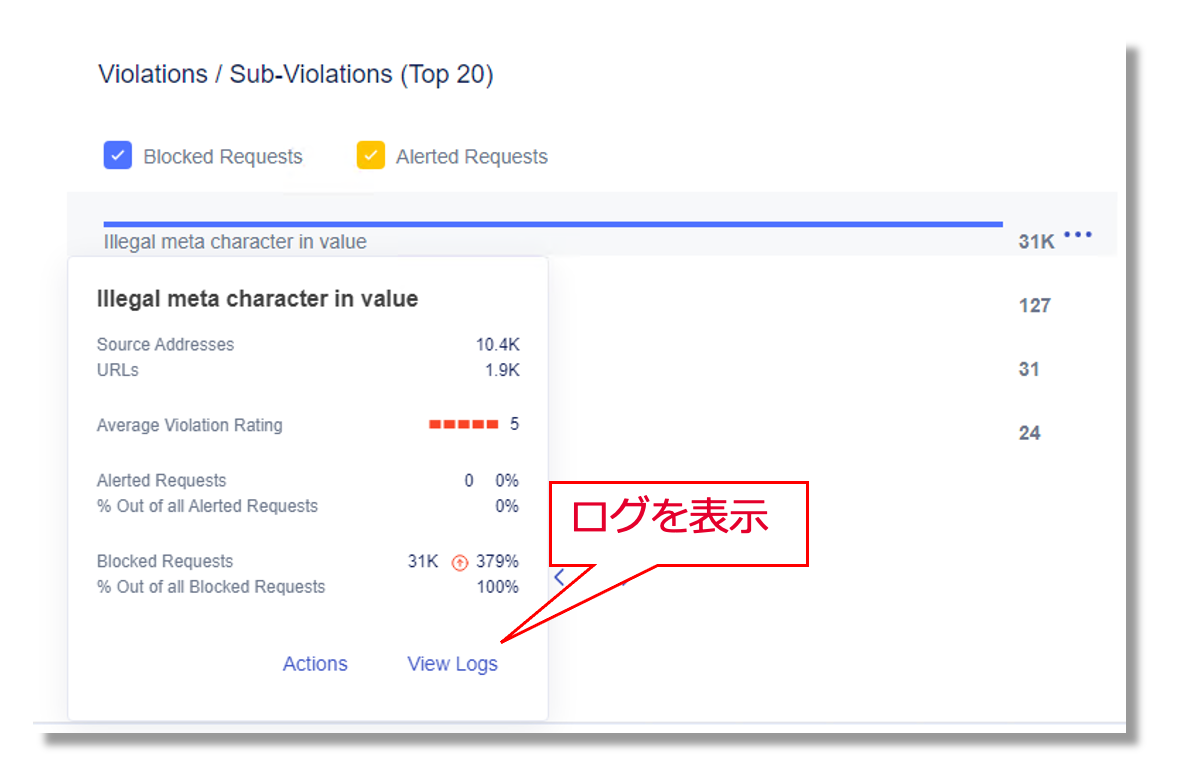 Violations / Sub-Violations (Top 20)
Blocked Requests Alerted Requests
Illegal meta character in value 31K
Illegal meta character in value
127
Source Addresses 10.4K
URLs 1.9K
31
Average Violation Rating 5
24
Alerted Requests 0 0%
% Out of all Alerted Requests 0%
ログを表示
Blocked Requests 31K 379%
% Out of all Blocked Requests 100%
Actions View Logs